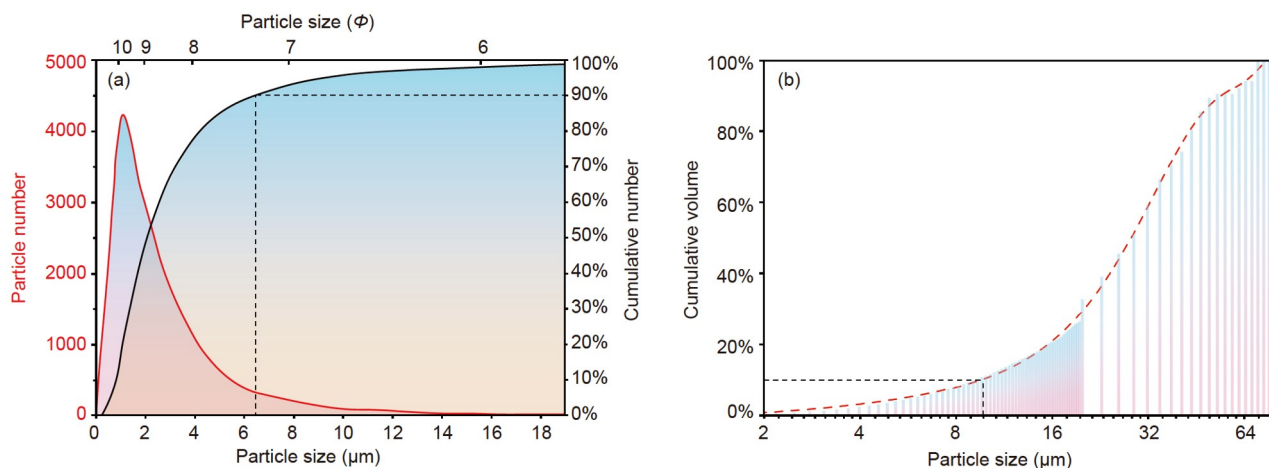 Particle size (Φ)
10 9 8 7 6
(a)
Particle number
5000
4000
3000
2000
1000
0
100%
90%
80%
70%
60%
50%
40%
30%
20%
10%
0%
Cumulative number
0 2 4 6 8 10 12 14 16 18
Particle size (μm)
(b)
Cumulative volume
100%
80%
60%
40%
20%
0%
2 4 8 16 32 64
Particle size (μm)